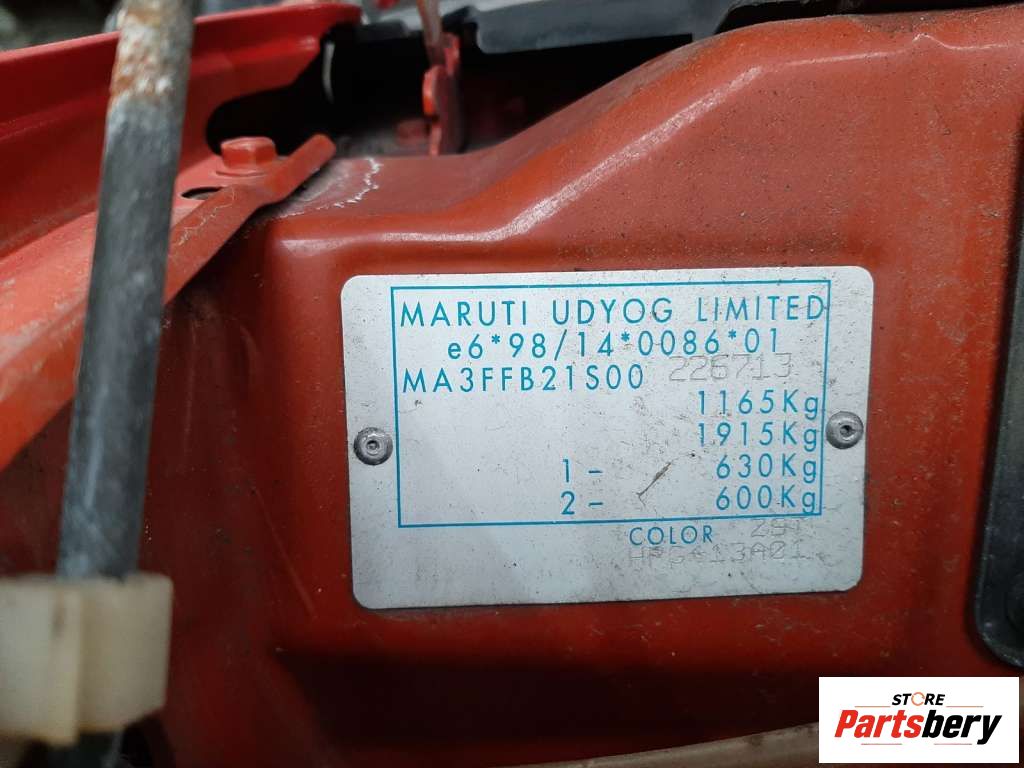 MARUTI UDYOG LIMITED
e6*98/14*0086*01
MA3FFB21S00 226713
1165Kg
1915Kg
1- 630Kg
2- 600Kg
COLOR
STORE
Partsbery